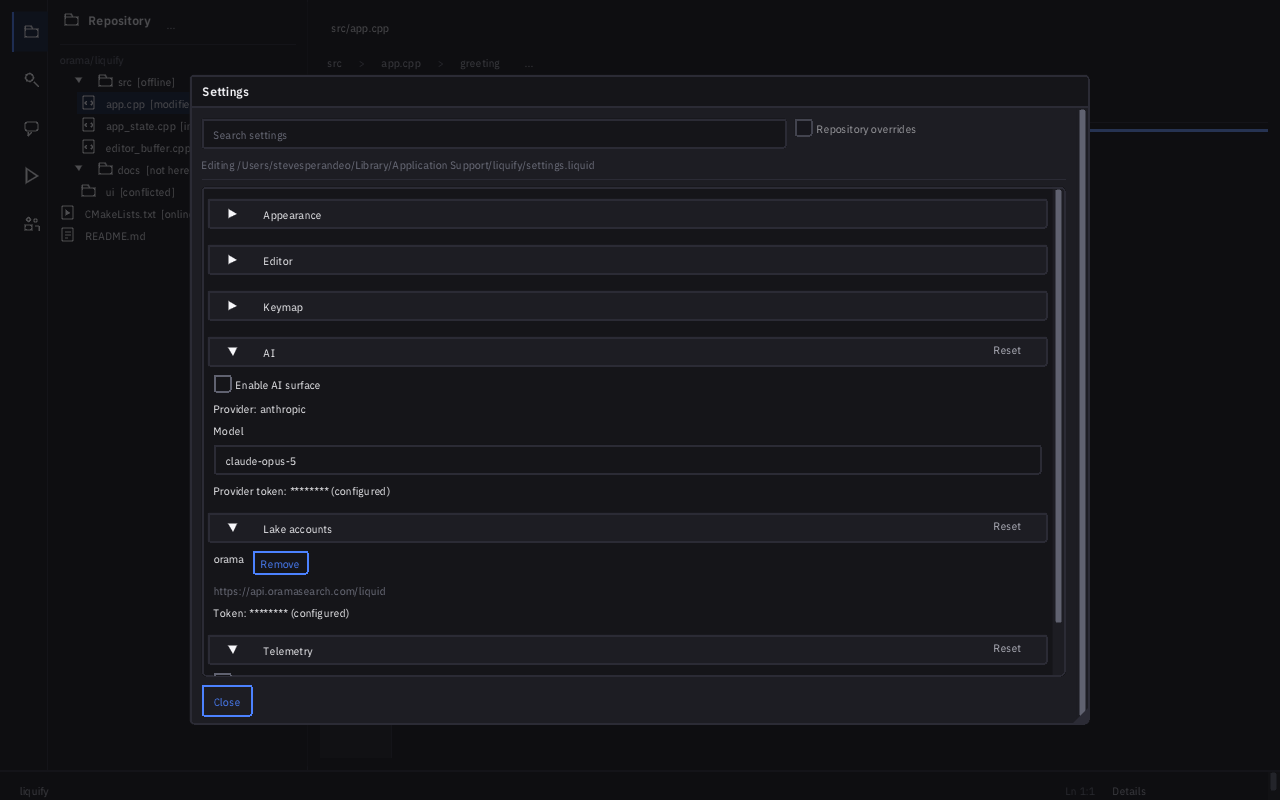 Repository ...
src/app.cpp
orama/liquify
src > app.cpp > greeting ...
src [offline]
app.cpp [modifie
app_state.cpp [in
editor_buffer.cpp
docs [not here
ui [conflicted]
CMakeLists.txt [onlin
README.md
Settings
Search settings
Repository overrides
Editing /Users/stevesperandeo/Library/Application Support/liquify/settings.liquid
Appearance
Editor
Keymap
AI Reset
Enable AI surface
Provider: anthropic
Model
claude-opus-5
Provider token: ******** (configured)
Lake accounts Reset
orama Remove
https://api.oramasearch.com/liquid
Token: ******** (configured)
Telemetry Reset
Close
liquify Ln 1:1 Details